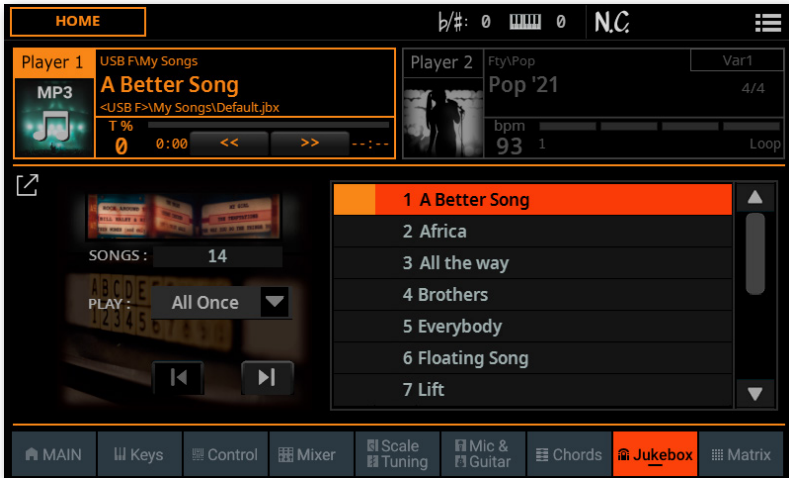 HOME
b/#: 0
0
N.C.
Player 1
USB F\My Songs
MP3
A Better Song
<USB F>\My Songs\Default.jbx
T %
0
0:00
<<
>>
--:--
Player 2
Fty\Pop
Var1
Pop '21
4/4
bpm
93
1
Loop
SONGS :
14
PLAY :
All Once
1 A Better Song
2 Africa
3 All the way
4 Brothers
5 Everybody
6 Floating Song
7 Lift
MAIN
Keys
Control
Mixer
Scale
Tuning
Mic &
Guitar
Chords
Jukebox
Matrix